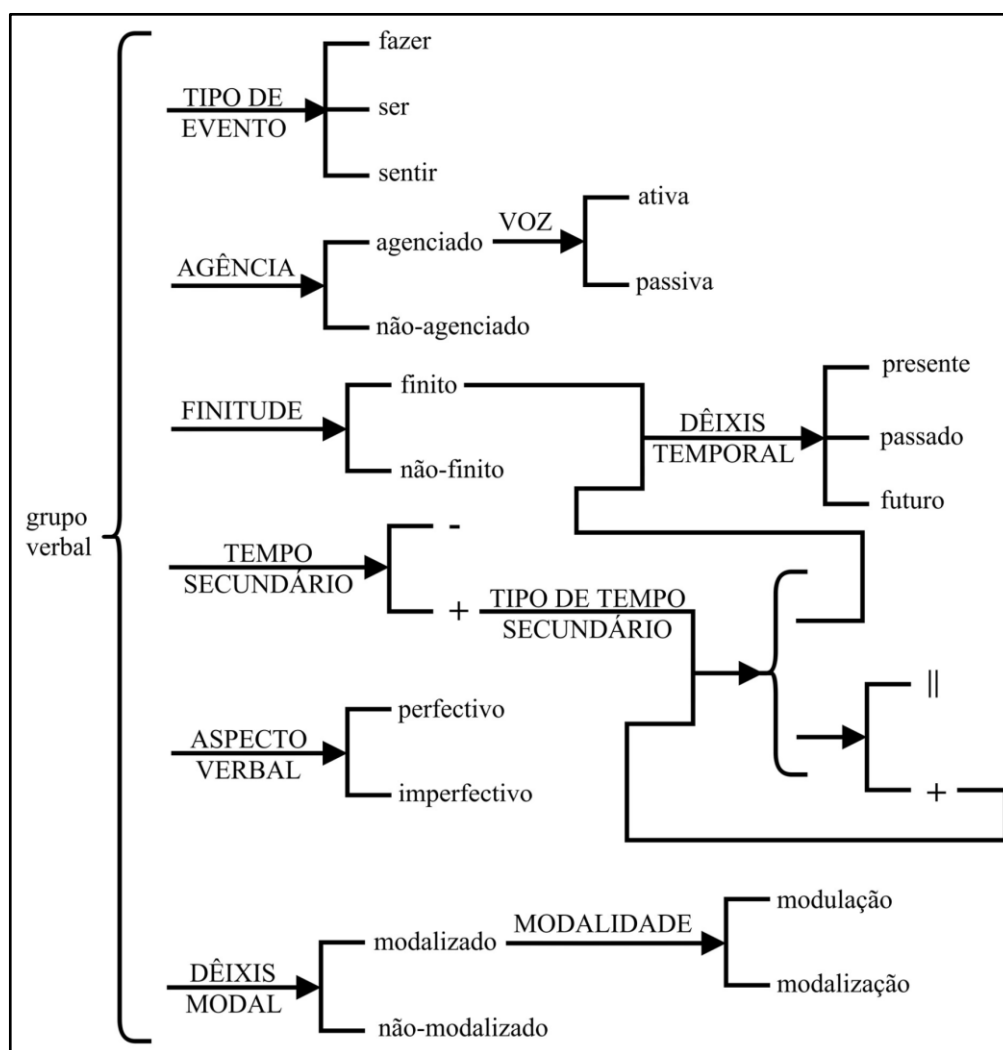 grupo
verbal
TIPO DE
EVENTO
fazer
ser
sentir
AGÊNCIA
agenciado
VOZ
ativa
passiva
não-agenciado
FINITUDE
finito
não-finito
DÊIXIS
TEMPORAL
presente
passado
futuro
TEMPO
SECUNDÁRIO
-
+
TIPO DE TEMPO
SECUNDÁRIO
||
+
ASPECTO
VERBAL
perfectivo
imperfectivo
DÊIXIS
MODAL
modalizado
MODALIDADE
modulação
modalização
não-modalizado